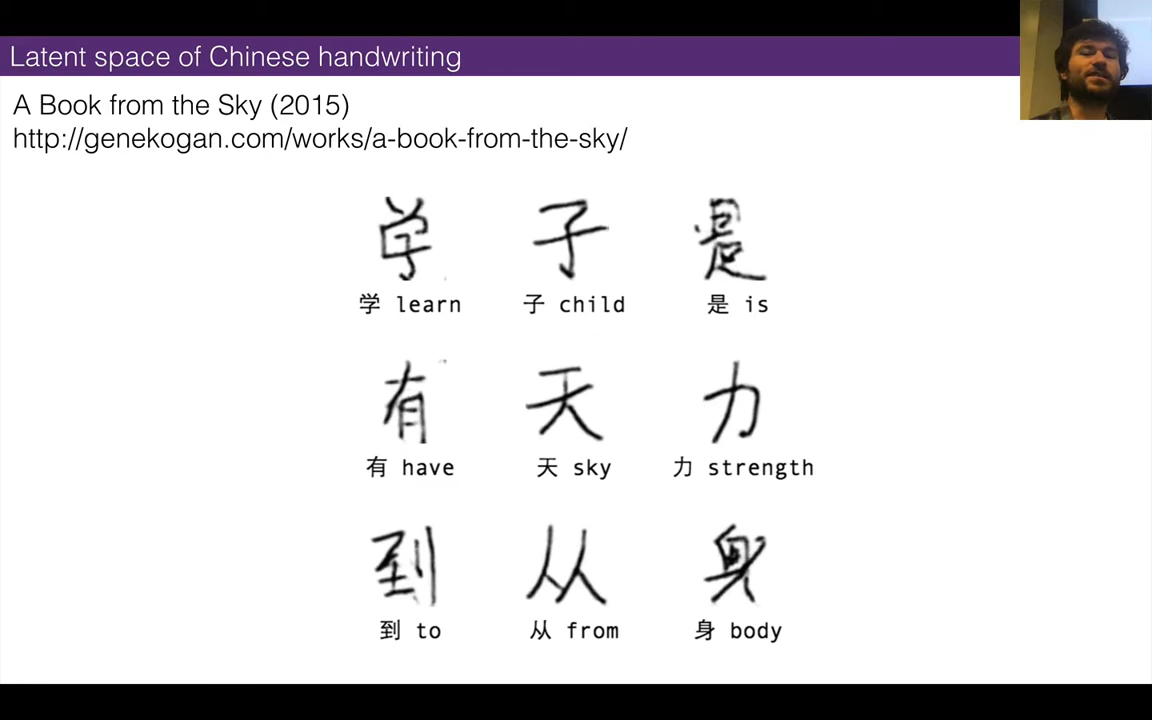 Latent space of Chinese handwriting
A Book from the Sky (2015)
http://genekogan.com/works/a-book-from-the-sky/
学 子 是
学 learn 子 child 是 is
有 天 力
有 have 天 sky 力 strength
到 从 身
到 to 从 from 身 body